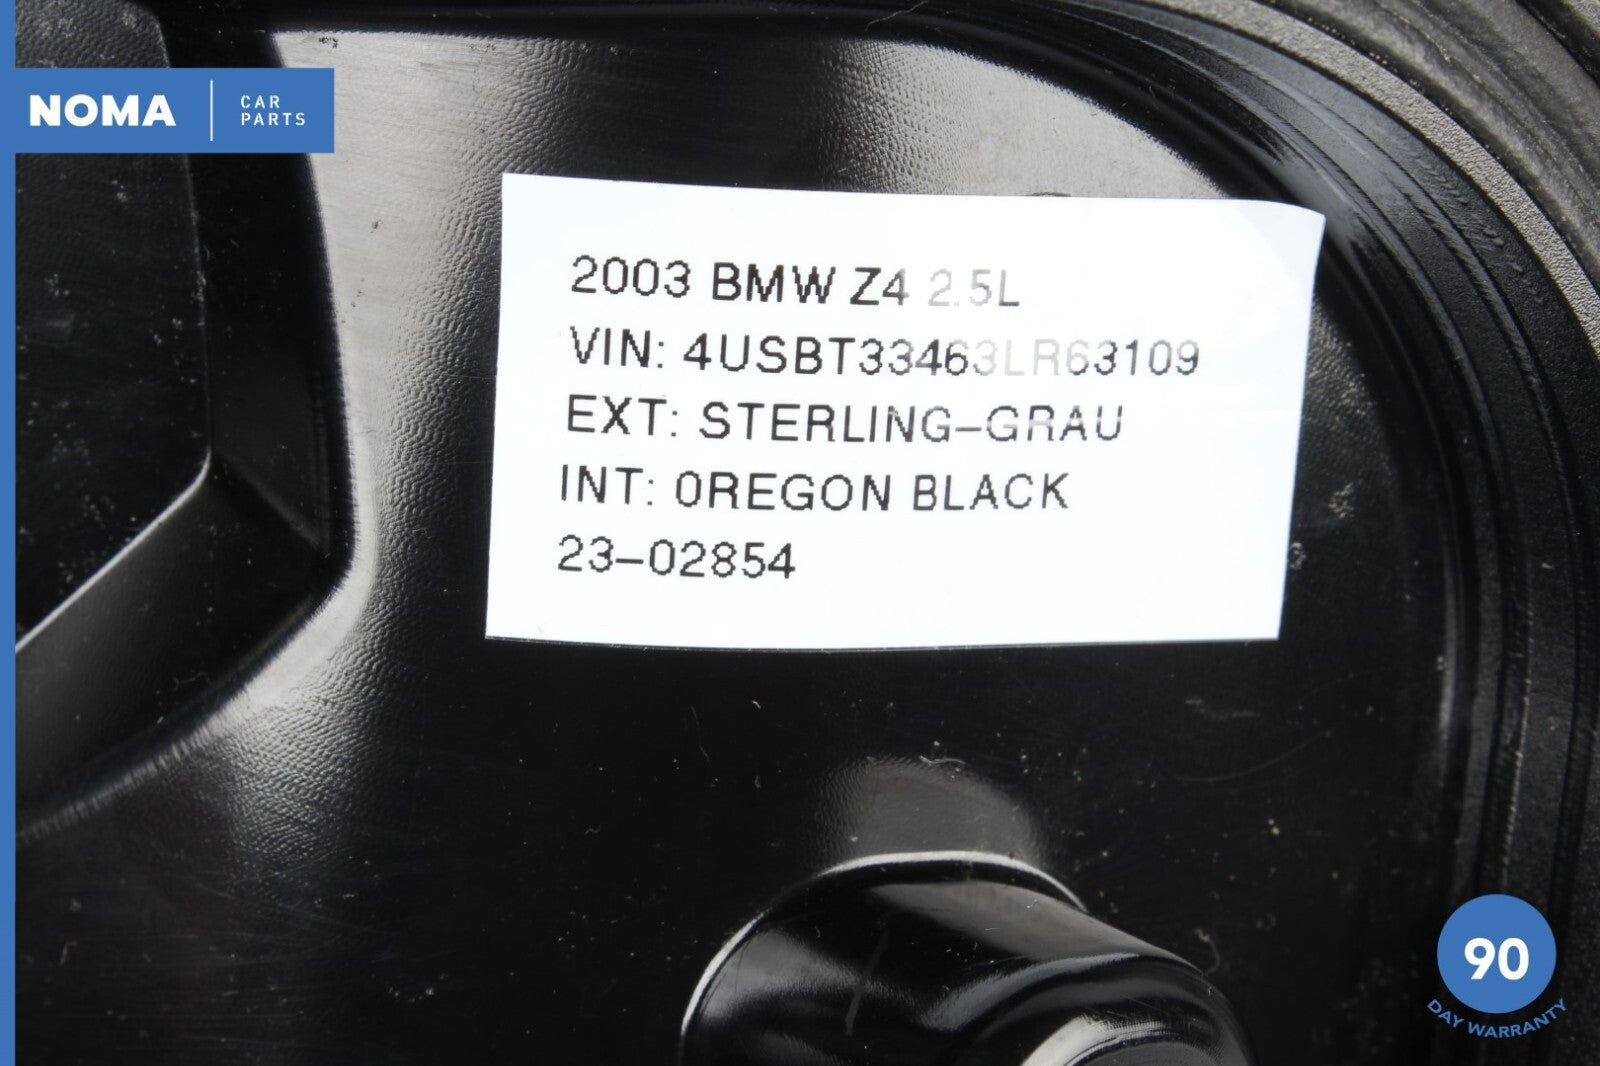 NOMA
CAR
PARTS
2003 BMW Z4 2.5L
VIN: 4USBT33463LR63109
EXT: STERLING-GRAU
INT: OREGON BLACK
23-02854
90
DAY WARRANTY